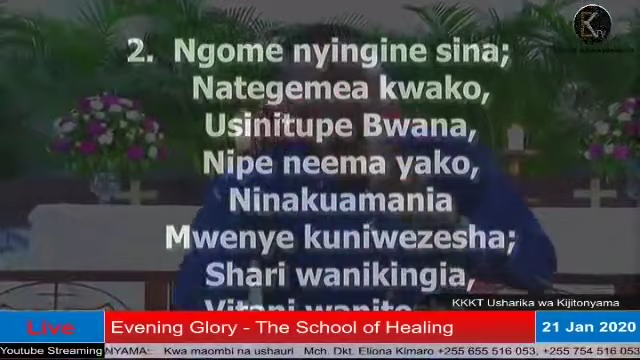 2. Ngome nyingine sina;
Nategemea kwako,
Usinitupe Bwana,
Nipe neema yako,
Ninakuamania
Mwenye kuniwezesha;
Shari wanikingia,
KKKT Usharika wa Kijitonyama
Live Evening Glory - The School of Healing 21 Jan 2020
Youtube Streaming NYAMA:: Kwa maombi na ushauri Mch. Dkt. Eliona Kimaro +255 655 516 053, +255 754 516 053